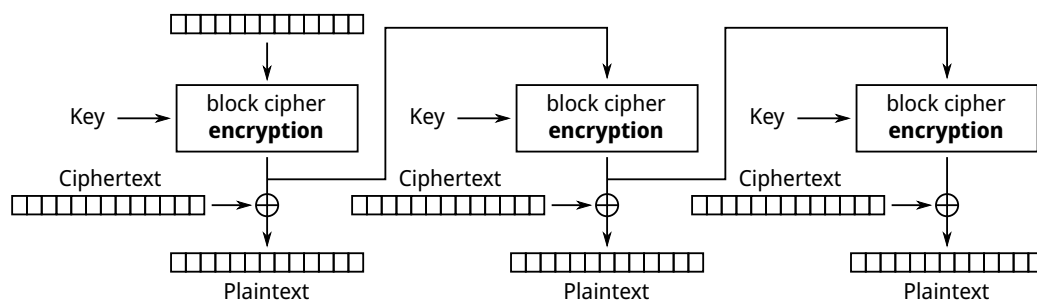 block cipher
encryption
Key
Ciphertext
Plaintext
block cipher
encryption
Key
Ciphertext
Plaintext
block cipher
encryption
Key
Ciphertext
Plaintext